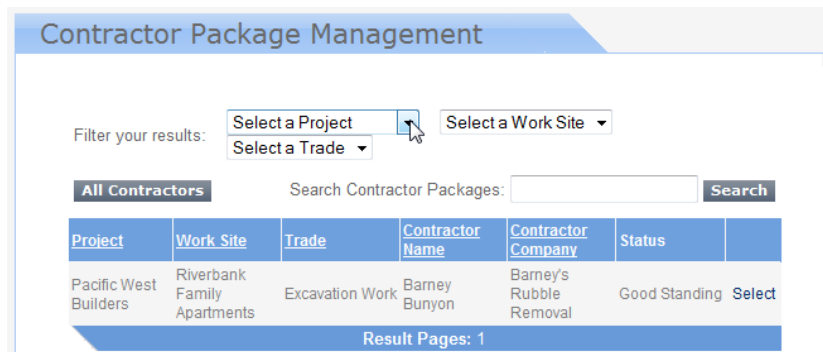 Contractor Package Management
Filter your results:
Select a Project
Select a Work Site
Select a Trade
All Contractors
Search Contractor Packages:
Search
Project
Work Site
Trade
Contractor
Name
Contractor
Company
Status
Pacific West
Builders
Riverbank
Family
Apartments
Excavation Work
Barney
Bunyon
Barney's
Rubble
Removal
Good Standing
Select
Result Pages: 1